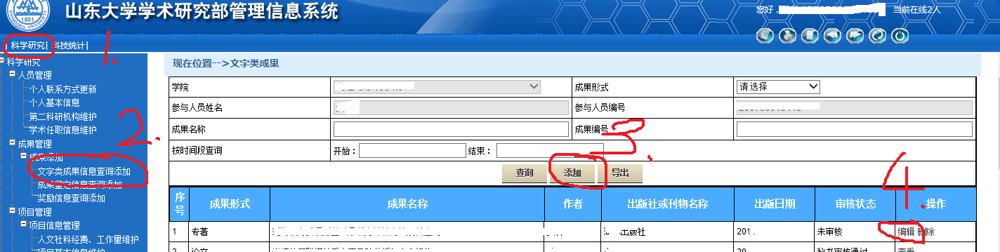 山东大学学术研究部管理信息系统
您好, 当前在线2人
1901
科学研究| 科技统计|
1.
科学研究
人员管理
个人联系方式更新
个人基本信息
第二科研机构维护
学术任职信息维护
2.
成果管理
成果添加
文字类成果信息查询添加
成果鉴定信息查询添加
奖励信息查询添加
项目管理
项目信息管理
人文社科经费、工作量维护
项目基本信息维护
现在位置-->文字类成果
学院 成果形式 请选择
参与人员姓名 参与人员编号
成果名称 成果编号
3.
按时间段查询 开始: 结束:
查询 添加 导出
4.
序号 成果形式 成果名称 作者 出版社或刊物名称 出版日期 审核状态 操作
1 专著 出版社 201 未审核 编辑 删除
2 论文 20 秘书审核通过 查看